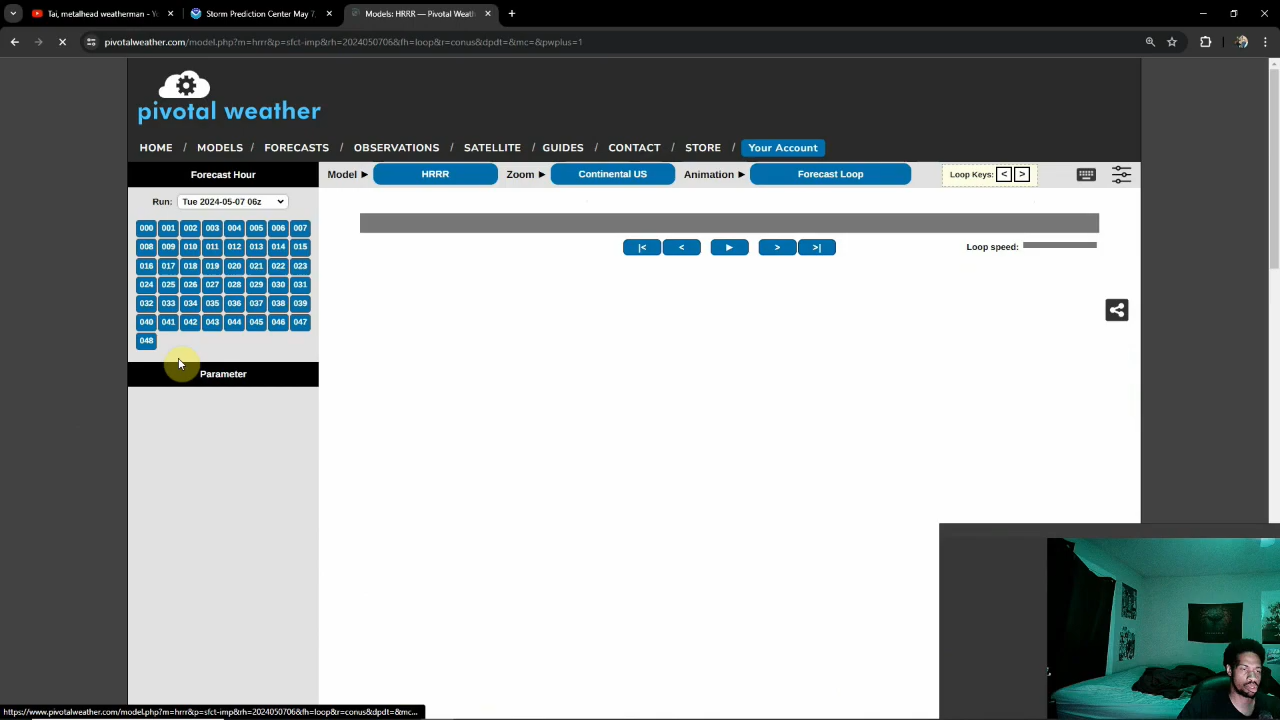 Tai, metalhead weatherman - Yo
Storm Prediction Center May 7,
Models: HRRR — Pivotal Weath
pivotalweather.com/model.php?m=hrrr&p=sfct-imp&rh=2024050706&fh=loop&r=conus&dpdt=&mc=&pwplus=1
pivotal weather
HOME / MODELS / FORECASTS / OBSERVATIONS / SATELLITE / GUIDES / CONTACT / STORE / Your Account
Forecast Hour Model ▶ HRRR Zoom ▶ Continental US Animation ▶ Forecast Loop Loop Keys: < >
Run: Tue 2024-05-07 06z
000 001 002 003 004 005 006 007
008 009 010 011 012 013 014 015
016 017 018 019 020 021 022 023
024 025 026 027 028 029 030 031
032 033 034 035 036 037 038 039
040 041 042 043 044 045 046 047
048
|< < ▶ > >| Loop speed:
Parameter
https://www.pivotalweather.com/model.php?m=hrrr&p=sfct-imp&rh=2024050706&fh=loop&r=conus&dpdt=&mc...